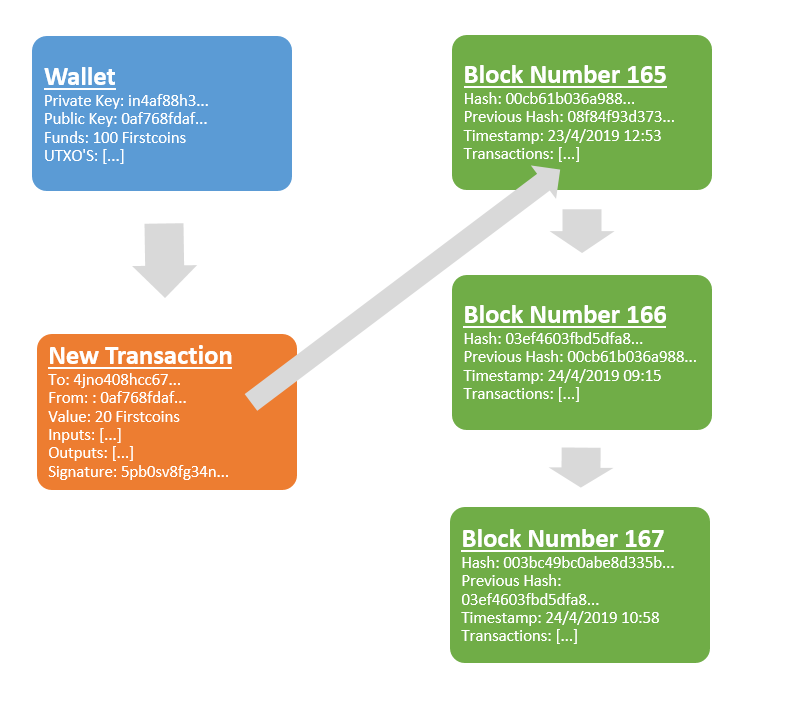 Wallet
Private Key: in4af88h3...
Public Key: 0af768fdaf...
Funds: 100 Firstcoins
UTXO'S: [...]
New Transaction
To: 4jno408hcc67...
From: : 0af768fdaf...
Value: 20 Firstcoins
Inputs: [...]
Outputs: [...]
Signature: 5pb0sv8fg34n...
Block Number 165
Hash: 00cb61b036a988...
Previous Hash: 08f84f93d373...
Timestamp: 23/4/2019 12:53
Transactions: [...]
Block Number 166
Hash: 03ef4603fbd5dfa8...
Previous Hash: 00cb61b036a988...
Timestamp: 24/4/2019 09:15
Transactions: [...]
Block Number 167
Hash: 003bc49bc0abe8d335b...
Previous Hash:
03ef4603fbd5dfa8...
Timestamp: 24/4/2019 10:58
Transactions: [...]